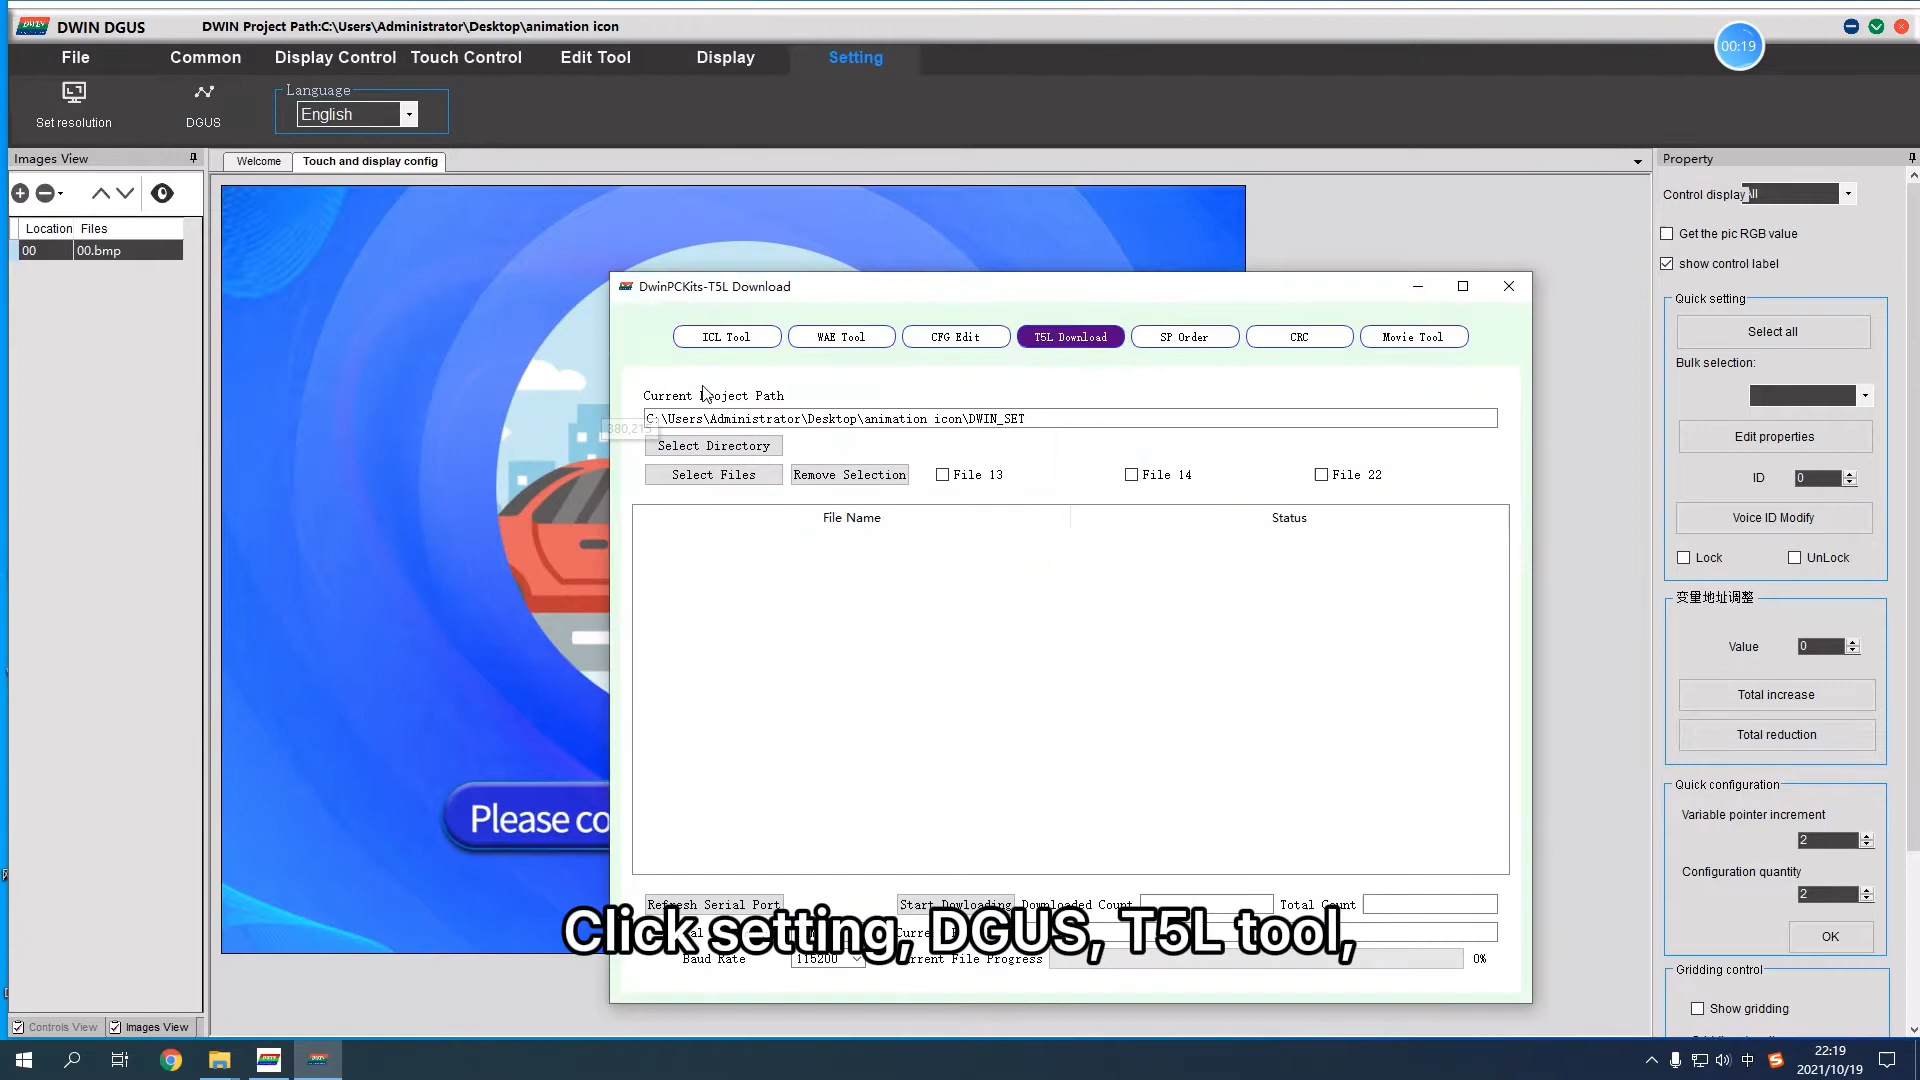 DWIN DGUS DWIN Project Path:C:\Users\Administrator\Desktop\animation icon
00:19
File Common Display Control Touch Control Edit Tool Display Setting
Language
English
Set resolution DGUS
Images View
Welcome Touch and display config
Property
Location Files
00 00.bmp
Control display
Get the pic RGB value
show control label
Quick setting
Select all
Bulk selection:
Edit properties
ID 0
Voice ID Modify
Lock UnLock
变量地址调整
Value 0
Total increase
Total reduction
Quick configuration
Variable pointer increment
2
Configuration quantity
2
OK
Gridding control
Show gridding
DwinPCKits-T5L Download
ICL Tool WAE Tool CFG Edit T5L Download SP Order CRC Movie Tool
Current Project Path
C:\Users\Administrator\Desktop\animation icon\DWIN_SET
Select Directory
Select Files Remove Selection File 13 File 14 File 22
File Name Status
Please co
Refresh Serial Port Start Dowloading Downloaded Count Total Count
Click setting, DGUS, T5L tool,
Baud Rate 115200 Current File Progress 0%
Controls View Images View
中
22:19
2021/10/19